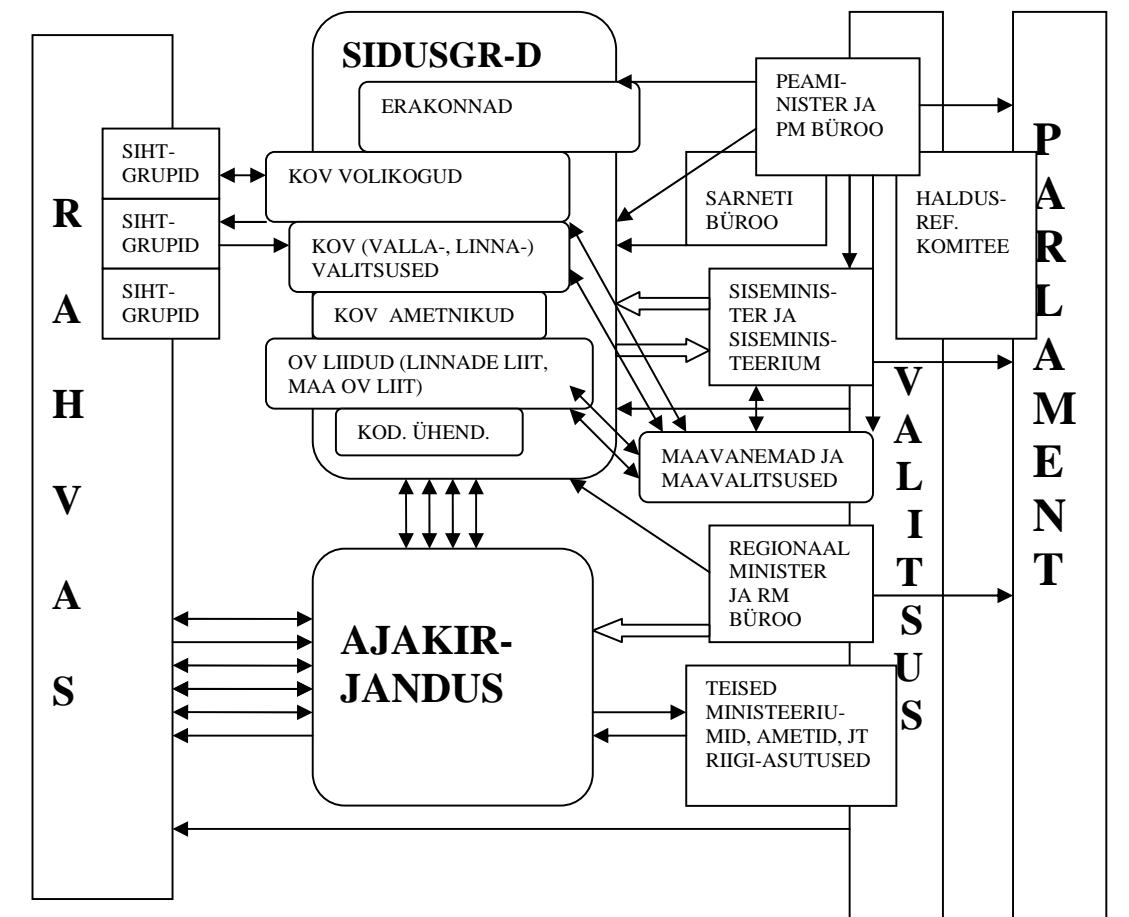 R
A
H
V
A
S
SIHT-
GRUPID
SIHT-
GRUPID
SIHT-
GRUPID
SIDUSGR-D
ERAKONNAD
KOV VOLIKOGUD
KOV (VALLA-, LINNA-)
VALITSUSED
KOV AMETNIKUD
OV LIIDUD (LINNADE LIIT,
MAA OV LIIT)
KOD. ÜHEND.
AJAKIR-
JANDUS
PEAMI-
NISTER JA
PM BÜROO
SARNETI
BÜROO
HALDUS-
REF.
KOMITEE
SISEMINIS-
TER JA
SISEMINIS-
TEERIUM
MAAVANEMAD JA
MAAVALITSUSED
REGIONAAL
MINISTER
JA RM
BÜROO
TEISED
MINISTEERIU-
MID, AMETID, JT
RIIGI-ASUTUSED
V
A
L
I
T
S
U
S
P
A
R
L
A
M
E
N
T